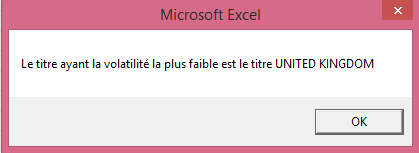 Microsoft Excel
Le titre ayant la volatilité la plus faible est le titre UNITED KINGDOM
OK